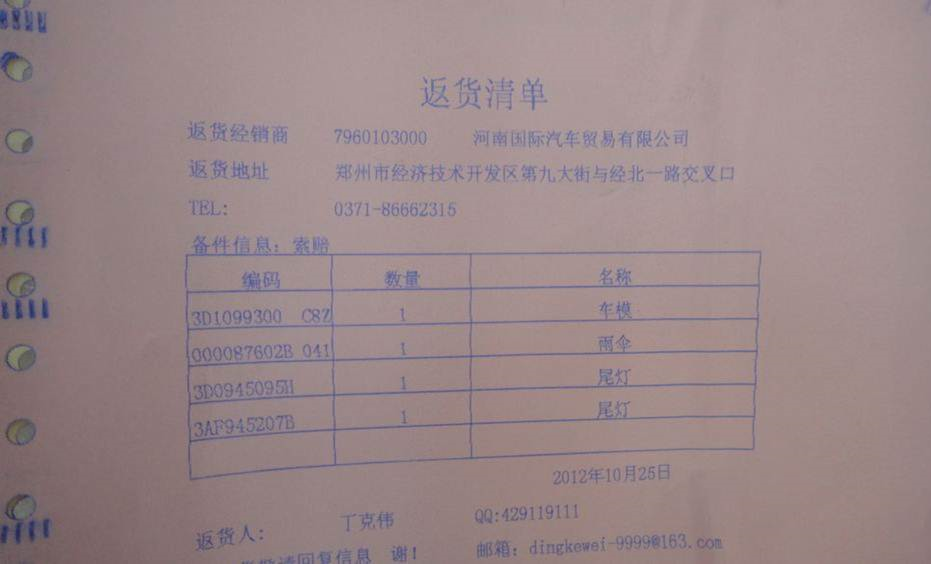 返货清单
返货经销商 7960103000 河南国际汽车贸易有限公司
返货地址 郑州市经济技术开发区第九大街与经北一路交叉口
TEL: 0371-86662315
备件信息：索赔
编码 数量 名称
3D1099300 C8Z 1 车模
000087602B 041 1 雨伞
3D0945095H 1 尾灯
3AF945207B 1 尾灯
2012年10月25日
返货人: 丁克伟 QQ:429119111
请回复信息 谢! 邮箱：dingkewei-9999@163.com